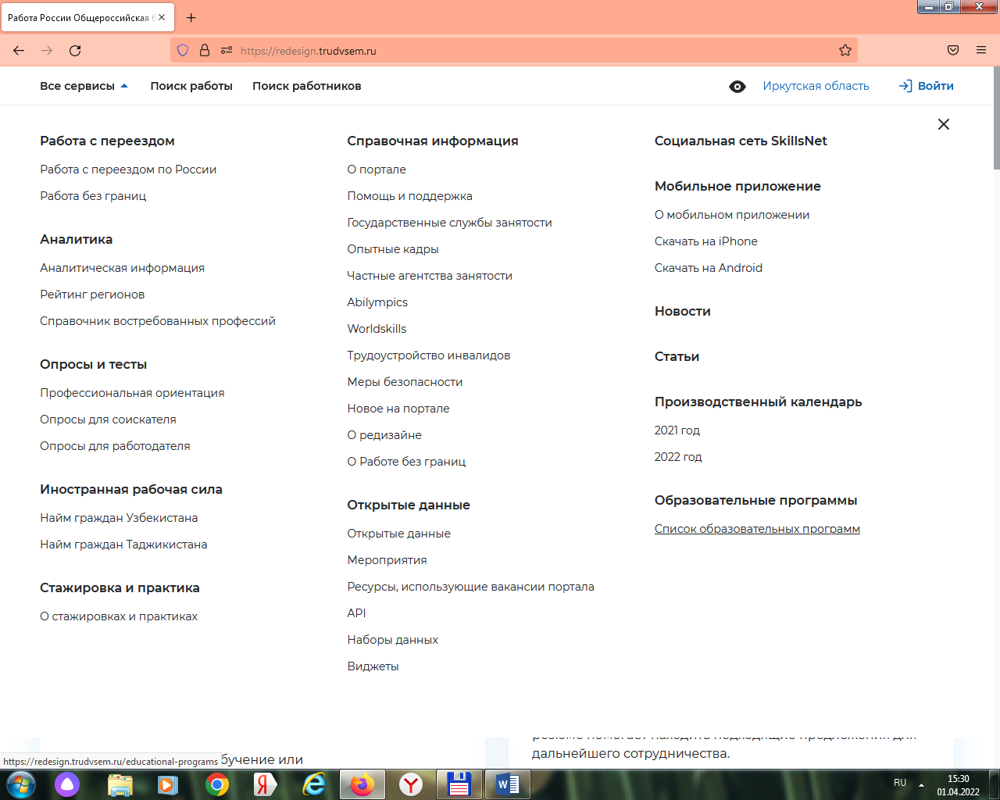 Работа России Общероссийская б
https://redesign.trudvsem.ru
Все сервисы
Поиск работы
Поиск работников
Иркутская область
Войти
Работа с переездом
Работа с переездом по России
Работа без границ
Аналитика
Аналитическая информация
Рейтинг регионов
Справочник востребованных профессий
Опросы и тесты
Профессиональная ориентация
Опросы для соискателя
Опросы для работодателя
Иностранная рабочая сила
Найм граждан Узбекистана
Найм граждан Таджикистана
Стажировка и практика
О стажировках и практиках
Справочная информация
О портале
Помощь и поддержка
Государственные службы занятости
Опытные кадры
Частные агентства занятости
Abilympics
Worldskills
Трудоустройство инвалидов
Меры безопасности
Новое на портале
О редизайне
О Работе без границ
Открытые данные
Открытые данные
Мероприятия
Ресурсы, использующие вакансии портала
API
Наборы данных
Виджеты
Социальная сеть SkillsNet
Мобильное приложение
О мобильном приложении
Скачать на iPhone
Скачать на Android
Новости
Статьи
Производственный календарь
2021 год
2022 год
Образовательные программы
Список образовательных программ
резюме помогает находить подходящие предложения для
дальнейшего сотрудничества.
бучение или
https://redesign.trudvsem.ru/educational-programs
RU
15:30
01.04.2022